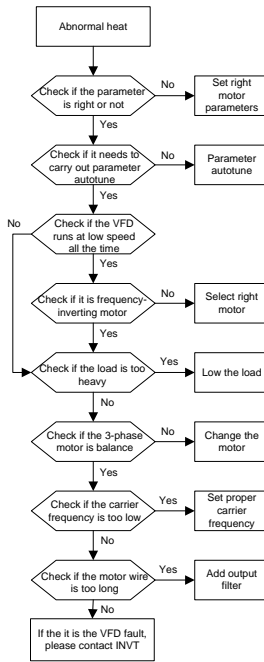 Abnormal heat
Check if the parameter
is right or not
No
Set right
motor
parameters
Yes
Check if it needs to
carry out parameter
autotune
No
Parameter
autotune
Yes
No
Check if the VFD
runs at low speed
all the time
Yes
Check if it is frequency-
inverting motor
No
Select right
motor
Yes
Check if the load is too
heavy
Yes
Low the load
No
Check if the 3-phase
motor is balance
No
Change the
motor
Yes
Check if the carrier
frequency is too low
Yes
Set proper
carrier
frequency
No
Check if the motor wire
is too long
Yes
Add output
filter
No
If the it is the VFD fault,
please contact INVT